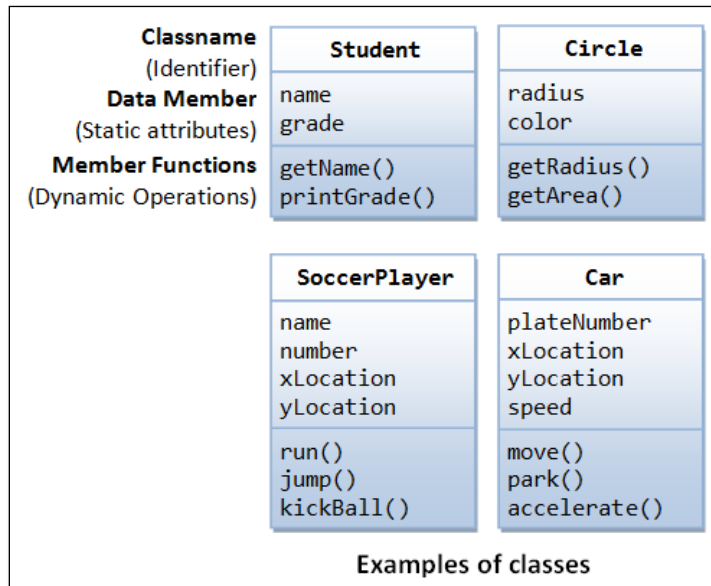 Classname
(Identifier)
Data Member
(Static attributes)
Member Functions
(Dynamic Operations)
Student
name
grade
getName()
printGrade()
Circle
radius
color
getRadius()
getArea()
SoccerPlayer
name
number
xLocation
yLocation
run()
jump()
kickBall()
Car
plateNumber
xLocation
yLocation
speed
move()
park()
accelerate()
Examples of classes